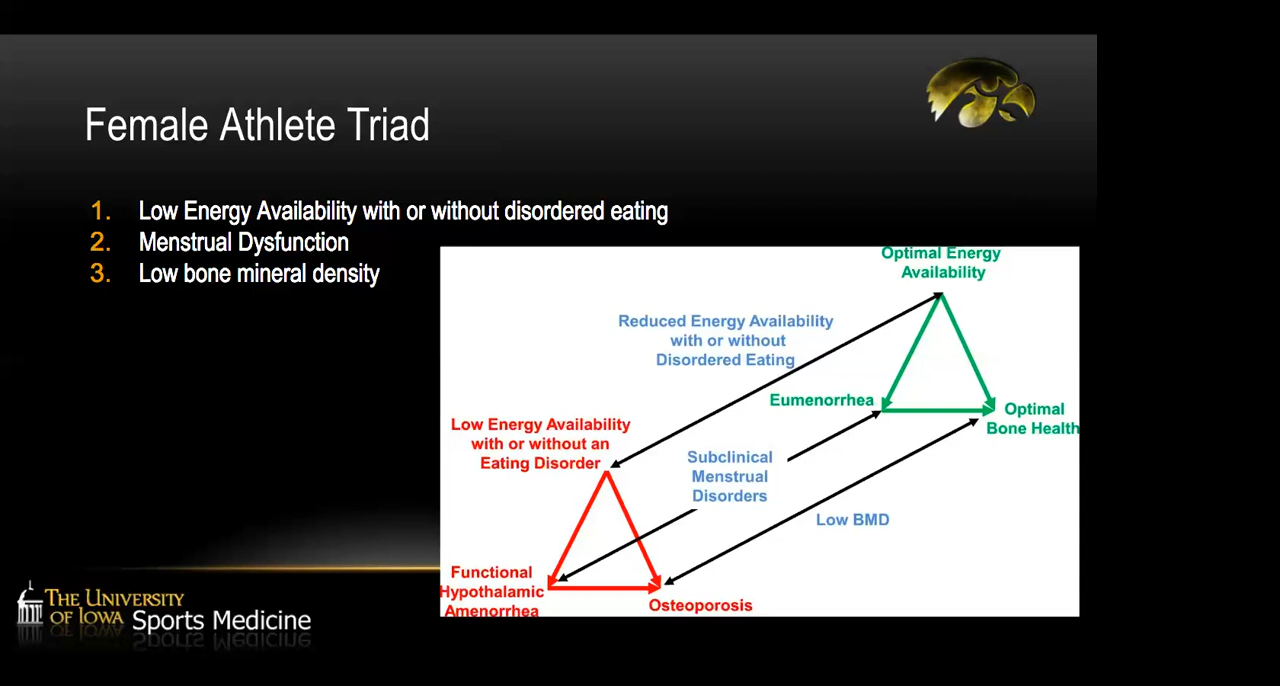 Female Athlete Triad
1. Low Energy Availability with or without disordered eating
2. Menstrual Dysfunction
3. Low bone mineral density
Optimal Energy
Availability
Reduced Energy Availability
with or without
Disordered Eating
Eumenorrhea
Optimal
Bone Health
Low Energy Availability
with or without an
Eating Disorder
Subclinical
Menstrual
Disorders
Low BMD
Functional
Hypothalamic
Amenorrhea
Osteoporosis
THE UNIVERSITY
OF IOWA Sports Medicine